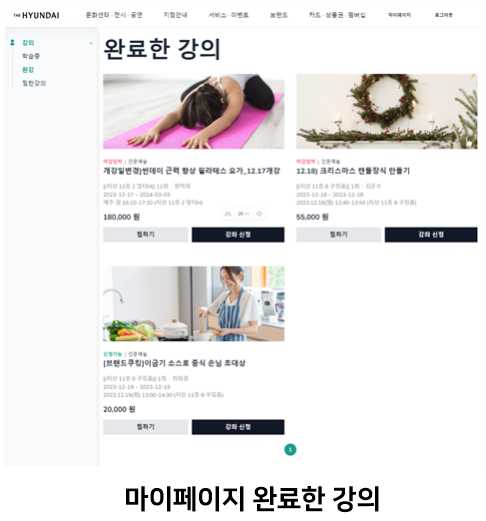 THE HYUNDAI
문화센터 · 전시 · 공연
지점안내
서비스 · 이벤트
브랜드
카드 · 상품권 · 멤버십
마이페이지
로그아웃
강의
학습중
완강
찜한강의
완료한 강의
마감임박 | 인문예술
개강일변경)썬데이 근력 향상 필라테스 요가_12.17개강
2023-12-17 ~ 2024-03-03
180,000 원
찜하기
강좌 신청
마감임박 | 인문예술
12.18) 크리스마스 캔들장식 만들기
2023-12-18 ~ 2023-12-18
55,000 원
찜하기
강좌 신청
신청가능 | 인문예술
[브랜드쿠킹]이금기 소스로 중식 손님 초대상
2023-12-19 ~ 2023-12-19
20,000 원
찜하기
강좌 신청
1
마이페이지 완료한 강의